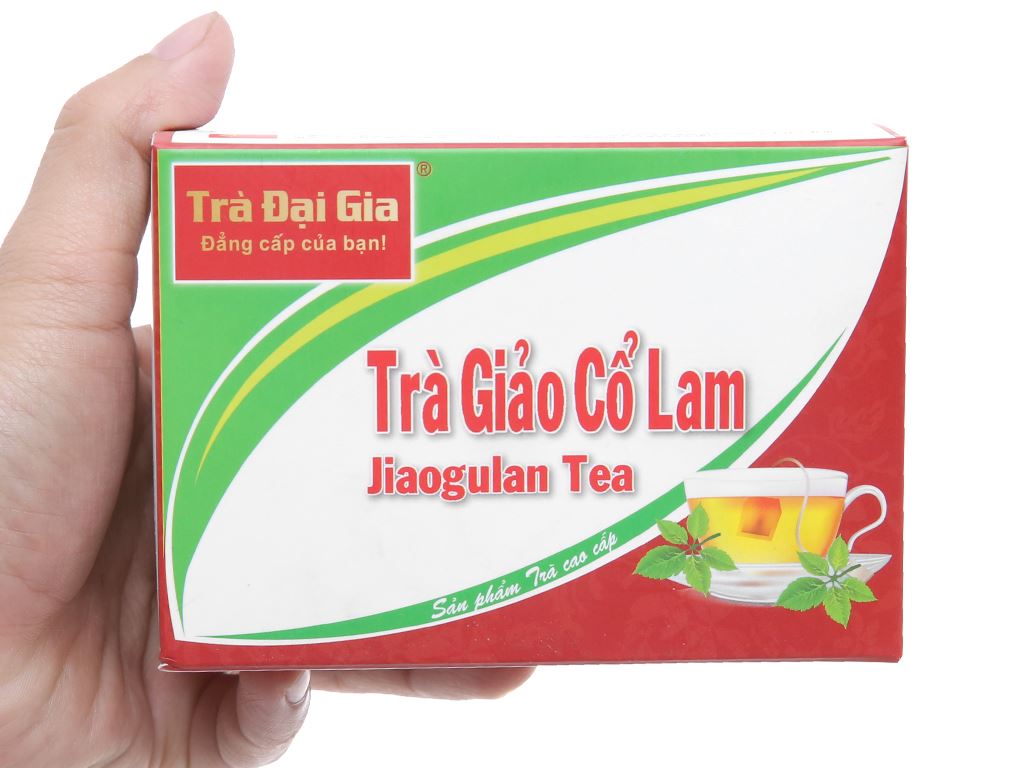 Trà Đại Gia
®
Đẳng cấp của bạn!
Trà Giảo Cổ Lam
Jiaogulan Tea
Sản phẩm Trà cao cấp